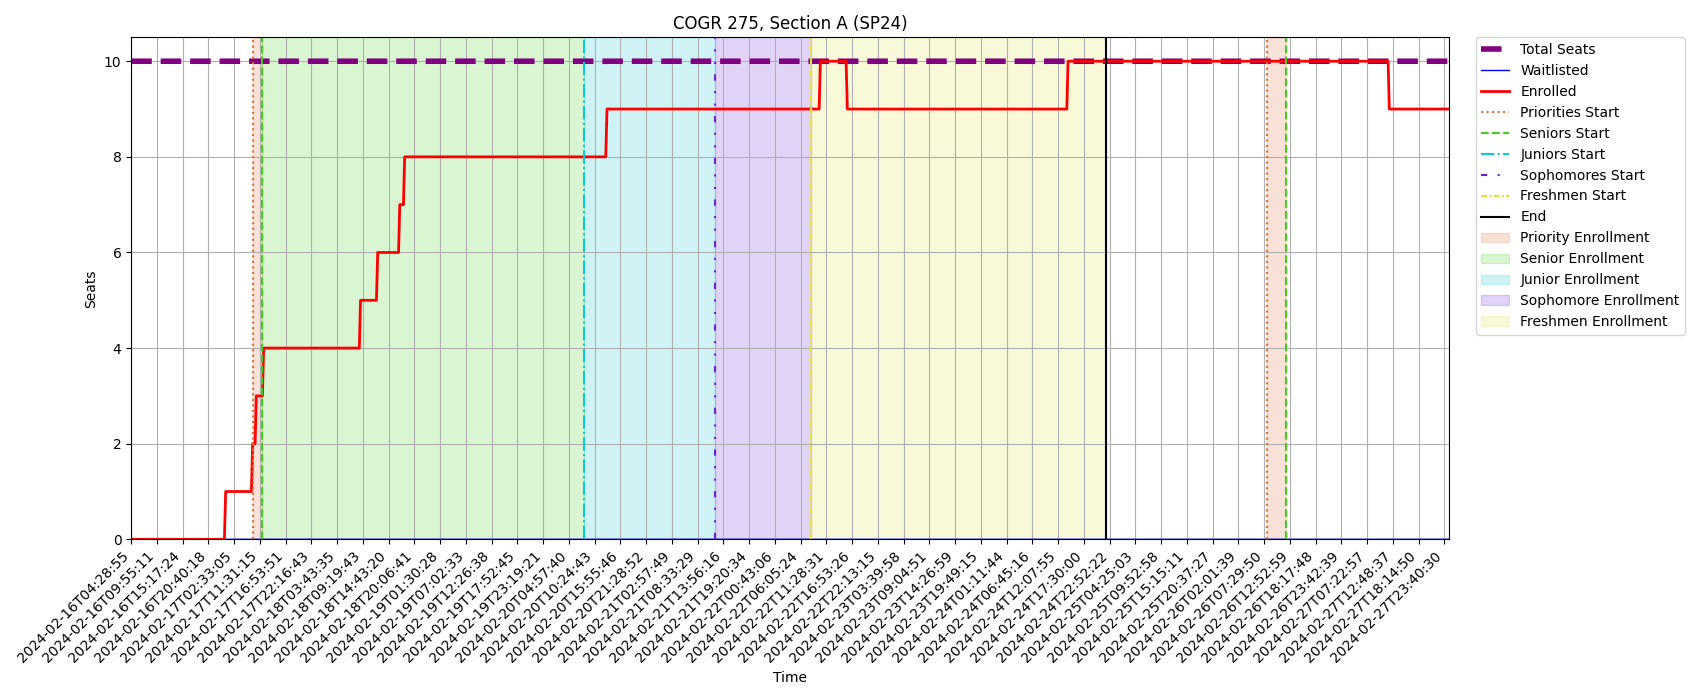 COGR 275, Section A (SP24)
Seats
10
8
6
4
2
0
2024-02-16T04:28:55
2024-02-16T09:55:11
2024-02-16T15:17:24
2024-02-16T20:40:18
2024-02-17T02:33:05
2024-02-17T11:31:15
2024-02-17T16:53:51
2024-02-17T22:16:43
2024-02-18T03:43:35
2024-02-18T09:19:43
2024-02-18T14:43:20
2024-02-18T20:06:41
2024-02-19T01:30:28
2024-02-19T07:02:33
2024-02-19T12:26:38
2024-02-19T17:52:45
2024-02-19T23:19:21
2024-02-20T04:57:40
2024-02-20T10:24:43
2024-02-20T15:55:46
2024-02-20T21:28:52
2024-02-21T02:57:49
2024-02-21T08:33:29
2024-02-21T13:56:16
2024-02-21T19:20:34
2024-02-22T00:43:06
2024-02-22T06:05:24
2024-02-22T11:28:31
2024-02-22T16:53:26
2024-02-22T22:13:15
2024-02-23T03:39:58
2024-02-23T09:04:51
2024-02-23T14:26:59
2024-02-23T19:49:15
2024-02-24T01:11:44
2024-02-24T06:45:16
2024-02-24T12:07:55
2024-02-24T17:30:00
2024-02-24T22:52:22
2024-02-25T04:25:03
2024-02-25T09:52:58
2024-02-25T15:15:11
2024-02-25T20:37:27
2024-02-26T02:01:39
2024-02-26T07:29:50
2024-02-26T12:52:59
2024-02-26T18:17:48
2024-02-26T23:42:39
2024-02-27T07:22:57
2024-02-27T12:48:37
2024-02-27T18:14:50
2024-02-27T23:40:30
Time
Total Seats
Waitlisted
Enrolled
Priorities Start
Seniors Start
Juniors Start
Sophomores Start
Freshmen Start
End
Priority Enrollment
Senior Enrollment
Junior Enrollment
Sophomore Enrollment
Freshmen Enrollment